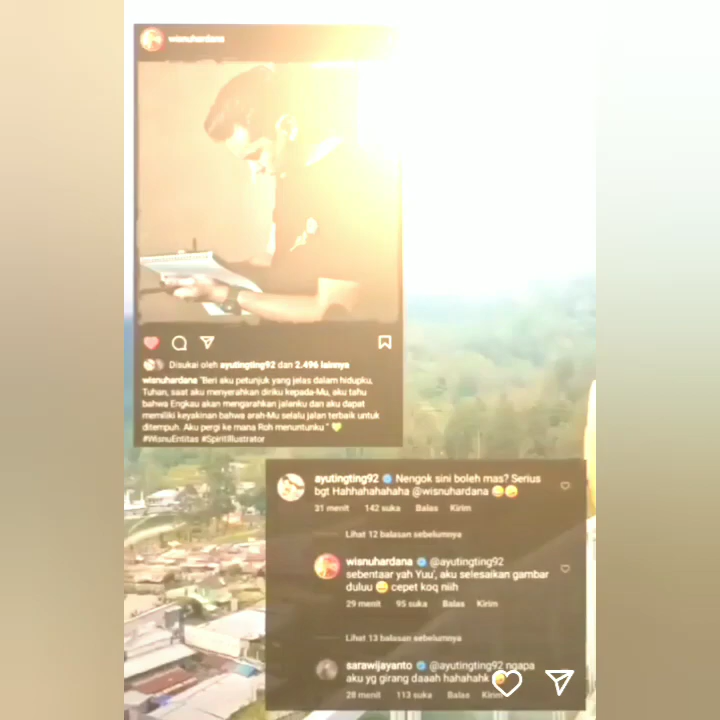 wisnuhardana
Disukai oleh ayutingting92 dan 2.496 lainnya
wisnuhardana "Beri aku petunjuk yang jelas dalam hidupku,
Tuhan, saat aku menyerahkan diriku kepada-Mu, aku tahu
bahwa Engkau akan mengarahkan jalanku dan aku dapat
memiliki keyakinan bahwa arah-Mu selalu jalan terbaik untuk
ditempuh. Aku pergi ke mana Roh menuntunku " 💚
#WisnuEntitas #SpiritIllustrator
ayutingting92 Nengok sini boleh mas? Serius
bgt Hahhahahahaha @wisnuhardana 😄🤪
31 menit 142 suka Balas Kirim
Lihat 12 balasan sebelumnya
wisnuhardana @ayutingting92
sebentaar yah Yuu', aku selesaikan gambar
duluu 😄 cepet koq niih
29 menit 95 suka Balas Kirim
Lihat 13 balasan sebelumnya
sarawijayanto @ayutingting92 ngapa
aku yg girang daaah hahahahk
28 menit 113 suka Balas Kirim